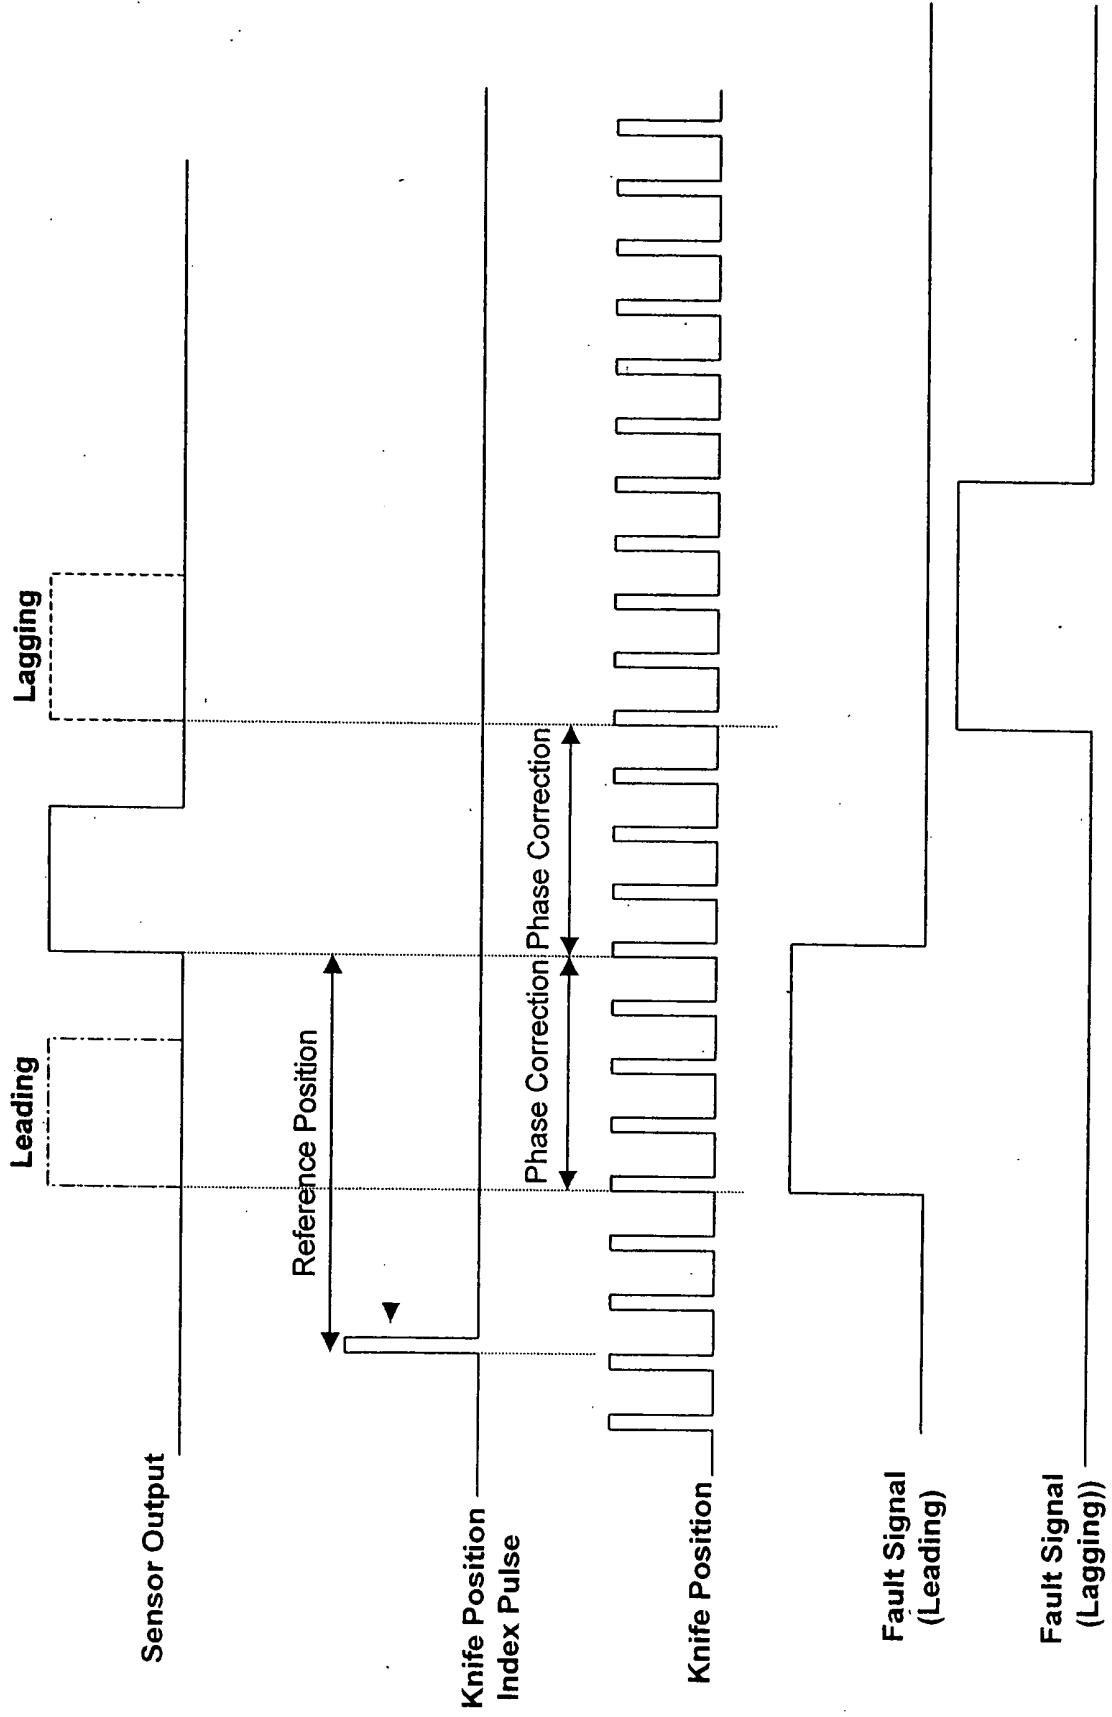 Leading
Lagging
Sensor Output
Reference Position
Knife Position
Index Pulse
Phase Correction
Phase Correction
Knife Position
Fault Signal
(Leading)
Fault Signal
(Lagging))